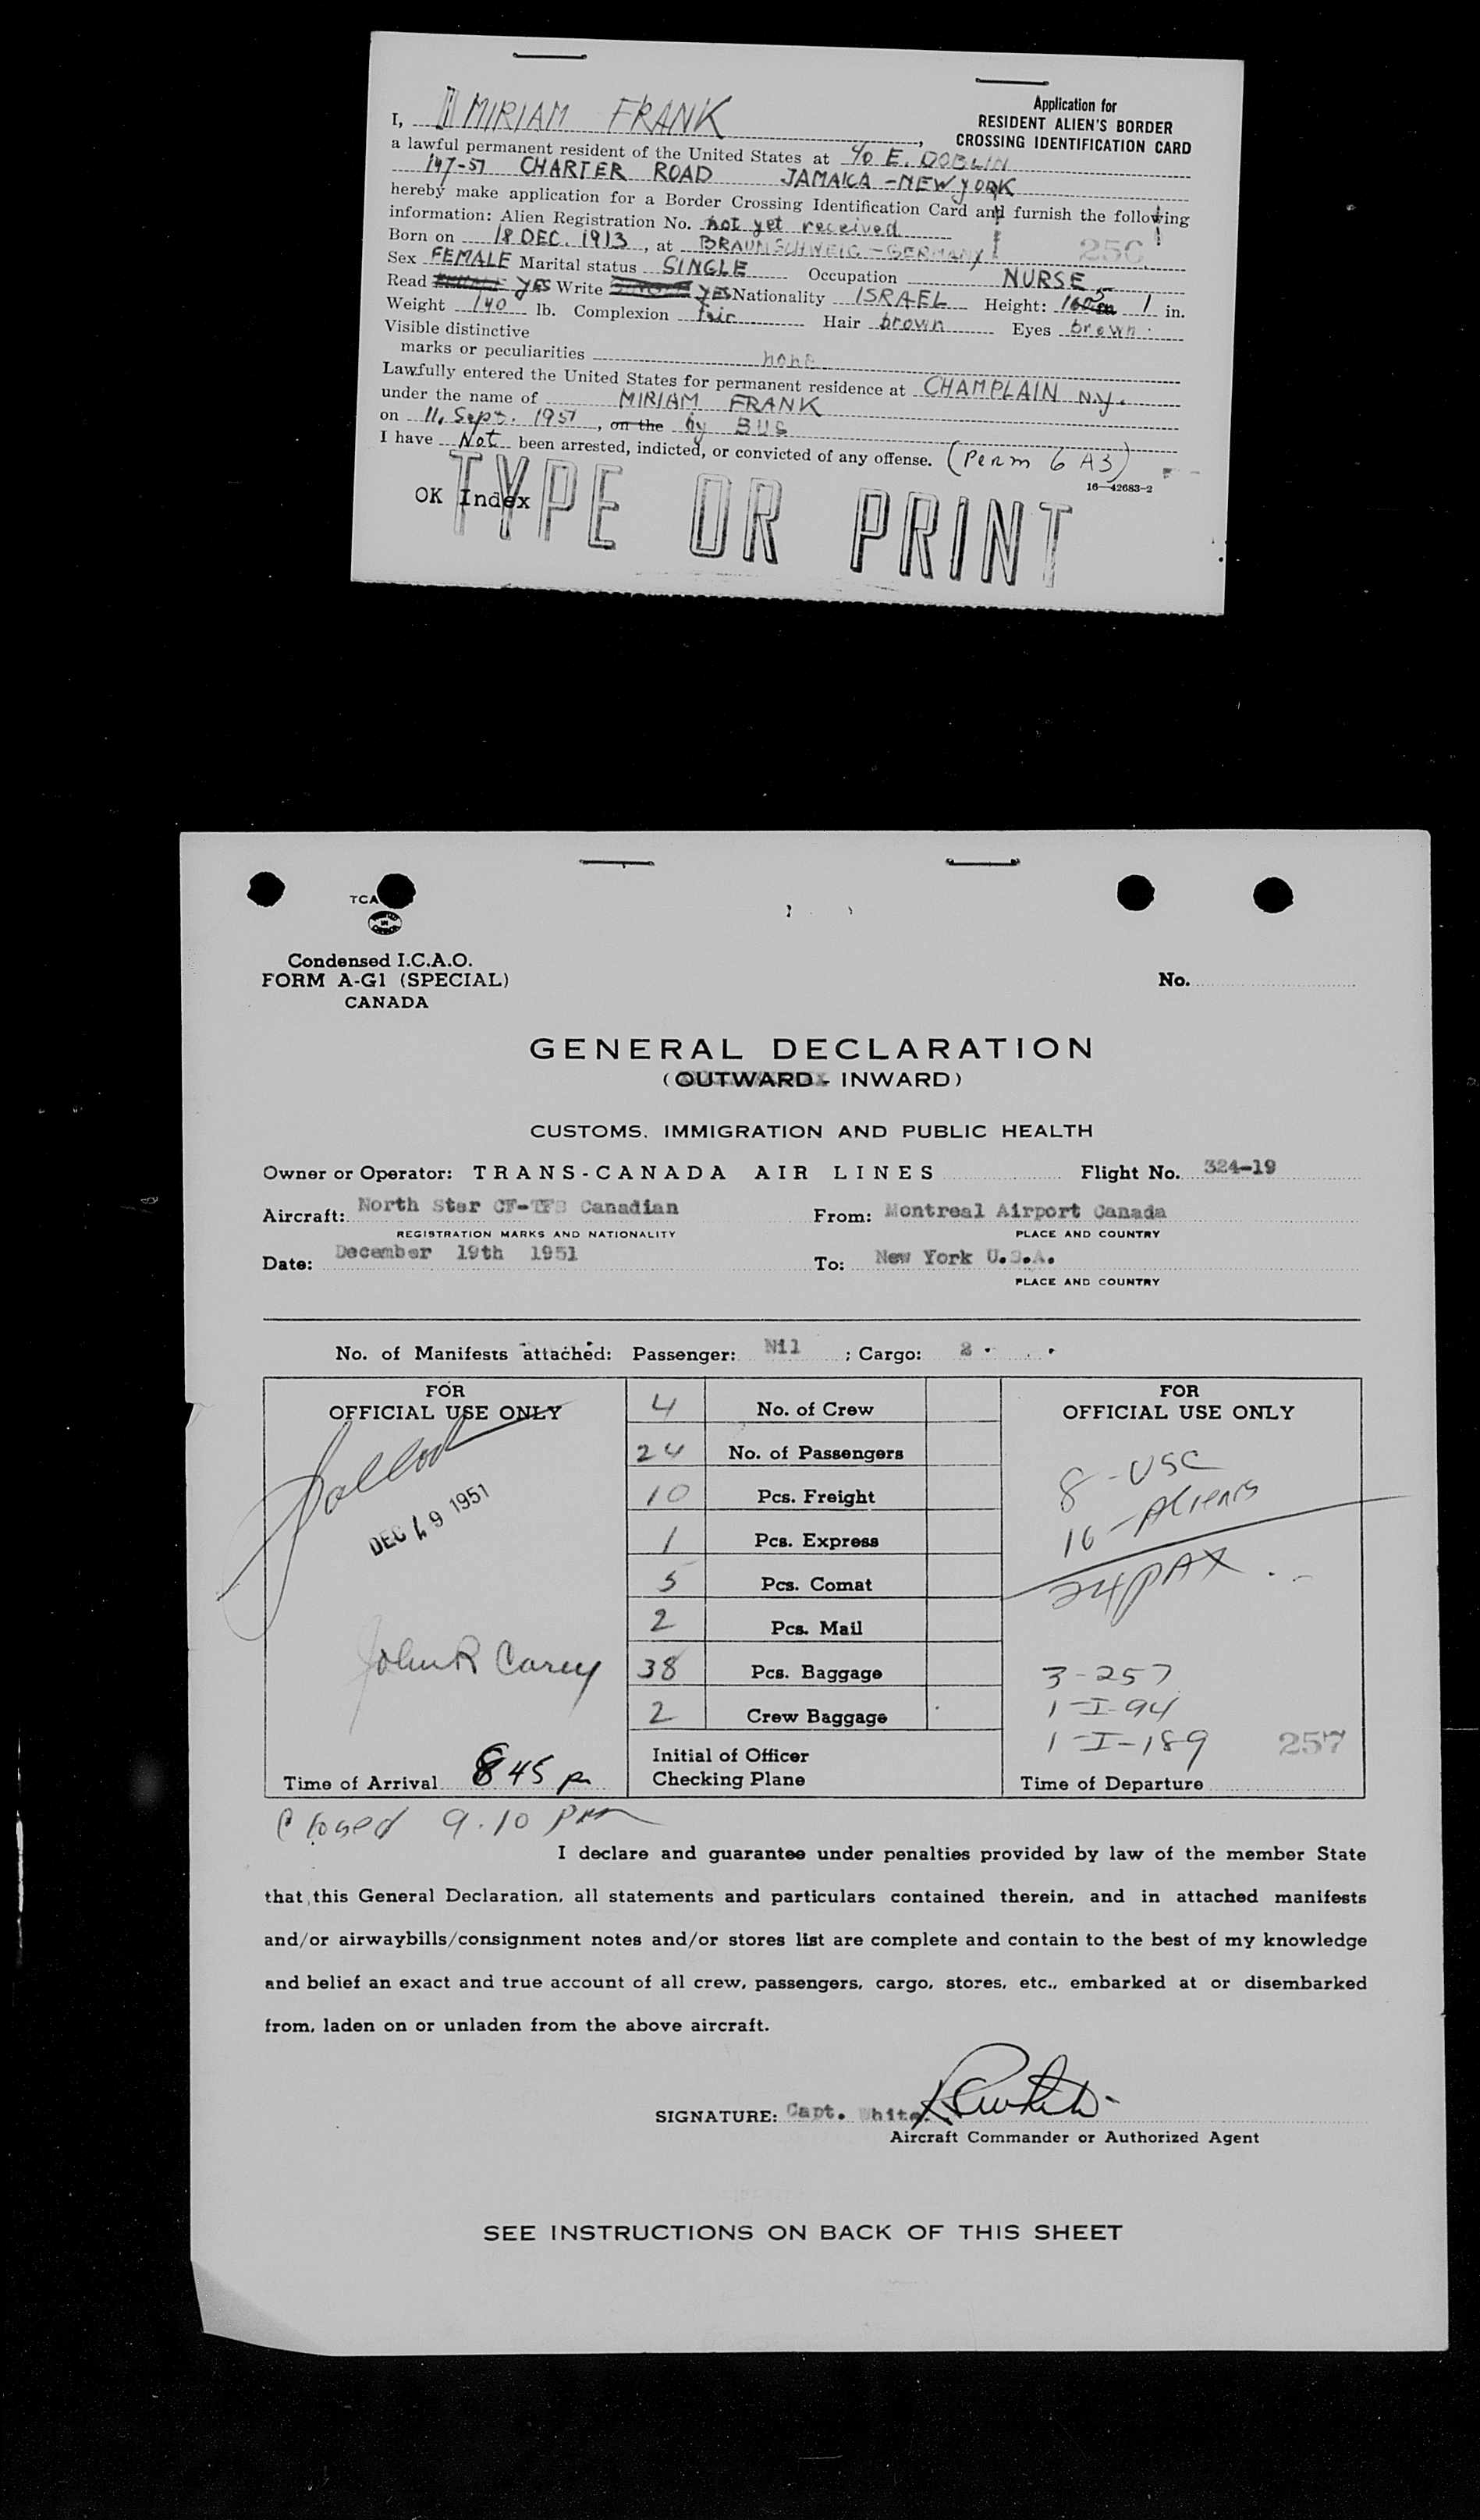 Application for
RESIDENT ALIEN'S BORDER
CROSSING IDENTIFICATION CARD
I, MIRIAM FRANK,
a lawful permanent resident of the United States at c/o E. DOBLIN
147-57 CHARTER ROAD JAMAICA - NEW YORK
hereby make application for a Border Crossing Identification Card and furnish the following
information: Alien Registration No. not yet received
Born on 18 DEC. 1913, at BRAUNSCHWEIG - GERMANY 256
Sex FEMALE Marital status SINGLE Occupation NURSE
Read YES Write YES Nationality ISRAEL Height: 5 1 in.
Weight 140 lb. Complexion fair Hair brown Eyes brown
Visible distinctive
marks or peculiarities none
Lawfully entered the United States for permanent residence at CHAMPLAIN N.Y.
under the name of MIRIAM FRANK
on 11, Sept. 1951, on the by BUS
I have Not been arrested, indicted, or convicted of any offense. (Perm 6 A3)
16—42683-2
OK Index
TYPE OR PRINT
TCA
Condensed I.C.A.O.
FORM A-G1 (SPECIAL)
CANADA
No.
GENERAL DECLARATION
(OUTWARD - INWARD)
CUSTOMS, IMMIGRATION AND PUBLIC HEALTH
Owner or Operator: TRANS-CANADA AIR LINES Flight No. 324-19
Aircraft: North Star CF-TFS Canadian From: Montreal Airport Canada
REGISTRATION MARKS AND NATIONALITY PLACE AND COUNTRY
Date: December 19th 1951 To: New York U.S.A.
PLACE AND COUNTRY
No. of Manifests attached: Passenger: Nil ; Cargo: 2
FOR
OFFICIAL USE ONLY
DEC 19 1951
John R Carey
Time of Arrival 8 45 p
4 No. of Crew
24 No. of Passengers
10 Pcs. Freight
1 Pcs. Express
5 Pcs. Comat
2 Pcs. Mail
38 Pcs. Baggage
2 Crew Baggage
Initial of Officer
Checking Plane
FOR
OFFICIAL USE ONLY
8 - USC
16 - Aliens
24 PAX
3 - 257
1 - I - 94
1 - I - 189
257
Time of Departure
Closed 9.10 pm
I declare and guarantee under penalties provided by law of the member State
that this General Declaration, all statements and particulars contained therein, and in attached manifests
and/or airwaybills/consignment notes and/or stores list are complete and contain to the best of my knowledge
and belief an exact and true account of all crew, passengers, cargo, stores, etc., embarked at or disembarked
from, laden on or unladen from the above aircraft.
SIGNATURE: Capt. White.
Aircraft Commander or Authorized Agent
SEE INSTRUCTIONS ON BACK OF THIS SHEET